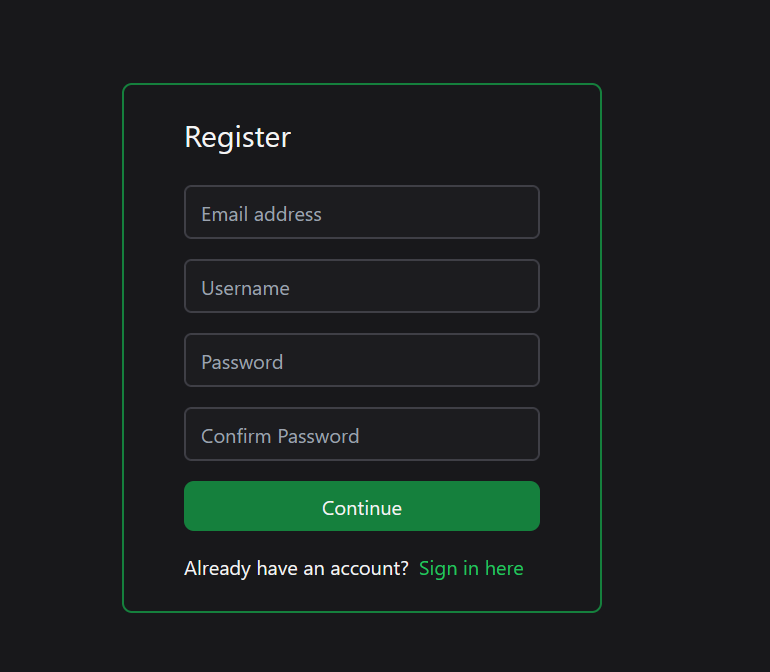 Register
Email address
Username
Password
Confirm Password
Continue
Already have an account? Sign in here